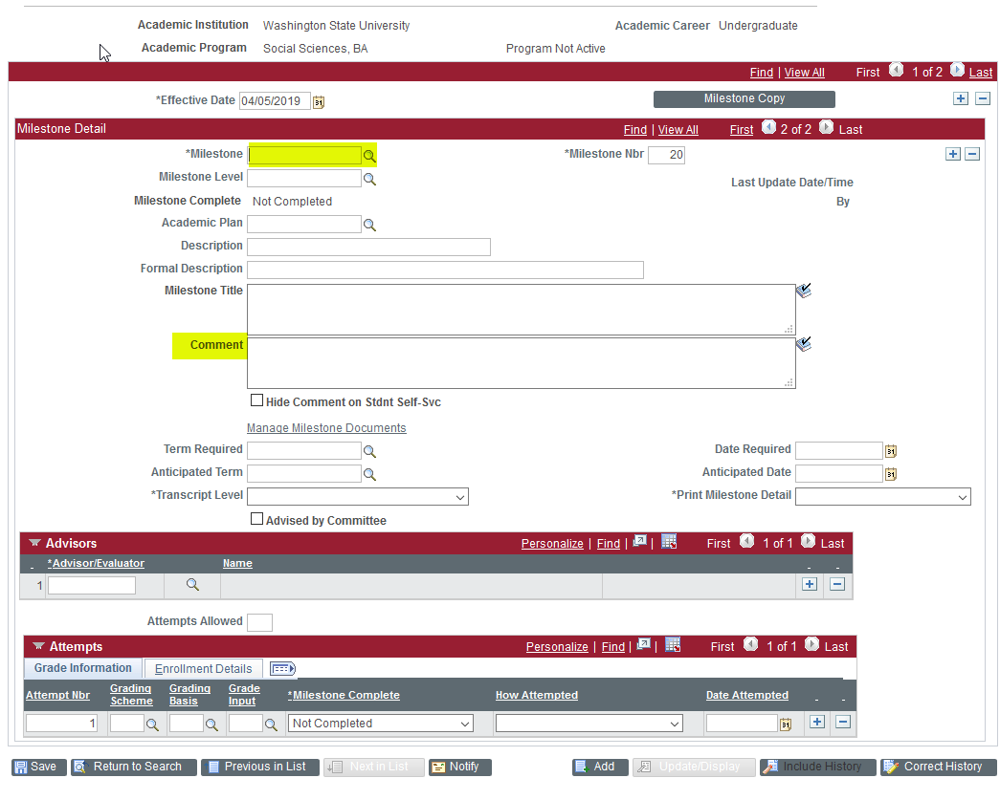 Academic Institution Washington State University Academic Career Undergraduate
Academic Program Social Sciences, BA Program Not Active
Find | View All First 1 of 2 Last
*Effective Date 04/05/2019 31 Milestone Copy
Milestone Detail Find | View All First 2 of 2 Last
*Milestone *Milestone Nbr 20
Milestone Level Last Update Date/Time
Milestone Complete Not Completed By
Academic Plan
Description
Formal Description
Milestone Title
Comment
Hide Comment on Stdnt Self-Svc
Manage Milestone Documents
Term Required Date Required 31
Anticipated Term Anticipated Date 31
*Transcript Level *Print Milestone Detail
Advised by Committee
Advisors Personalize | Find | | First 1 of 1 Last
*Advisor/Evaluator Name
1
Attempts Allowed
Attempts Personalize | Find | | First 1 of 1 Last
Grade Information Enrollment Details
Attempt Nbr Grading Scheme Grading Basis Grade Input *Milestone Complete How Attempted Date Attempted
1 Not Completed 31
Save Return to Search Previous in List Next in List Notify Add Update/Display Include History Correct History